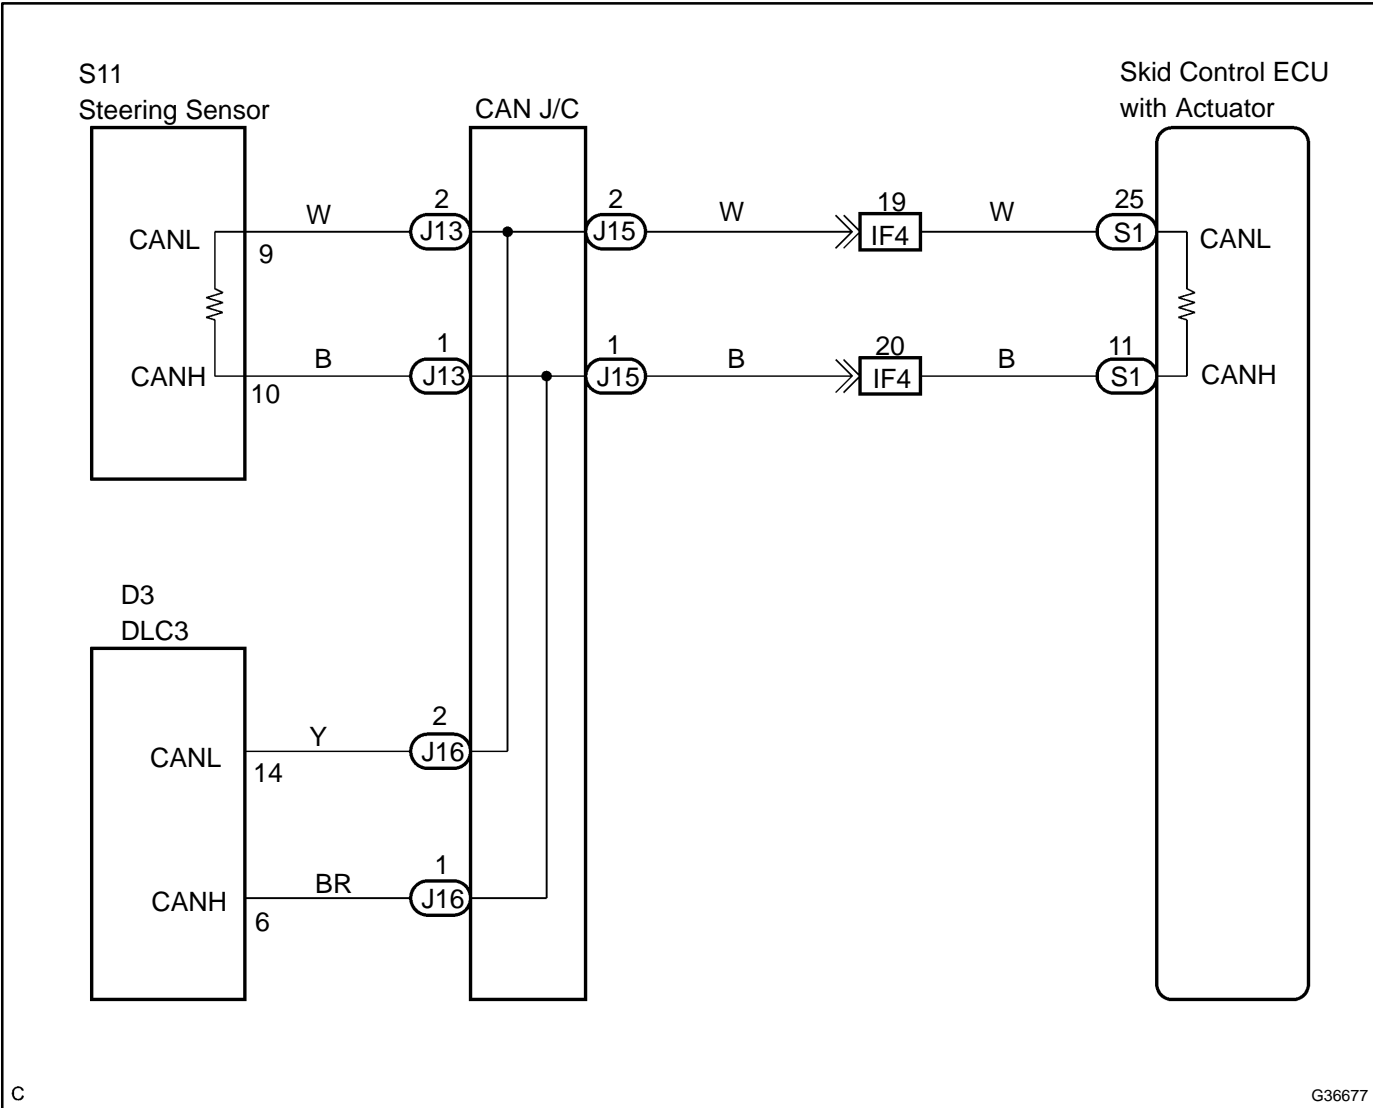 S11
Steering Sensor
CAN J/C
Skid Control ECU
with Actuator
CANL
9
W
2
J13
2
J15
W
19
IF4
W
25
S1
CANL
CANH
10
B
1
J13
1
J15
B
20
IF4
B
11
S1
CANH
D3
DLC3
CANL
14
Y
2
J16
CANH
6
BR
1
J16
C
G36677